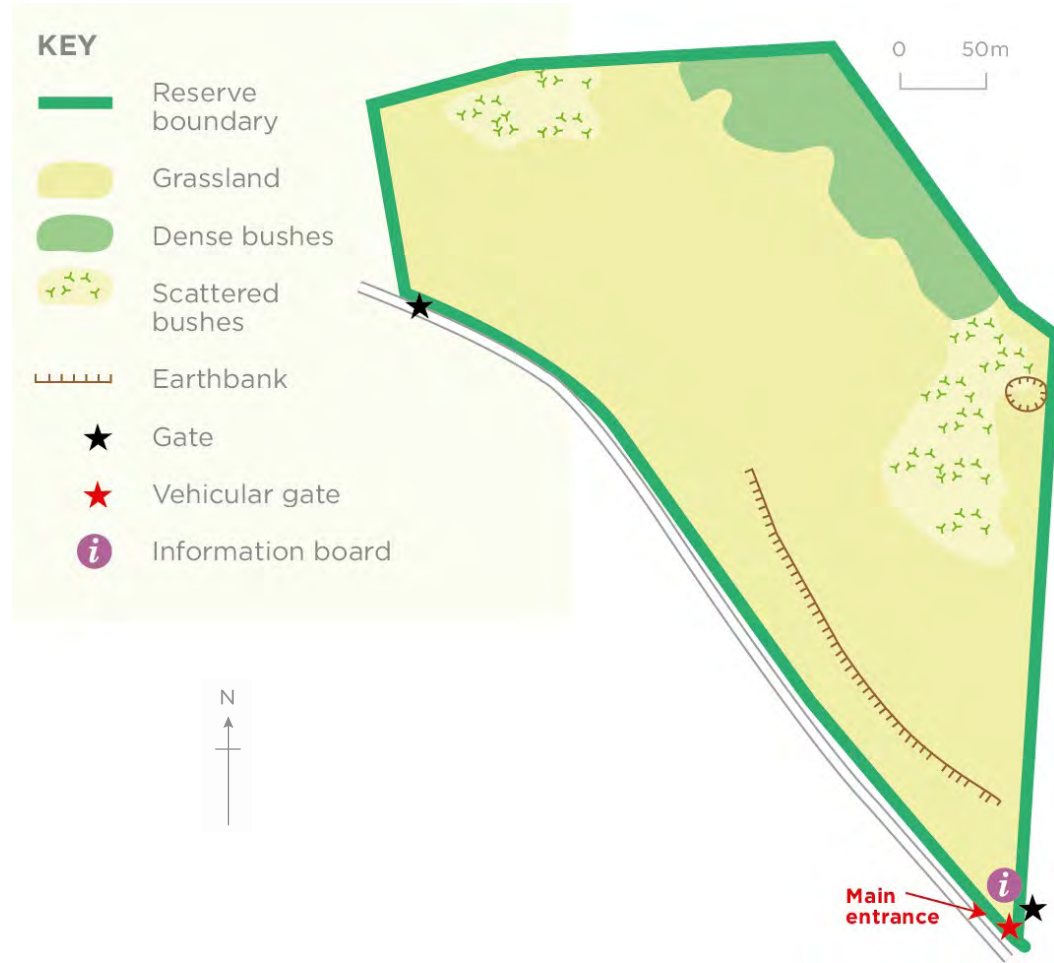 KEY
Reserve
boundary
Grassland
Dense bushes
Scattered
bushes
Earthbank
Gate
Vehicular gate
i Information board
0 50m
N
i
Main
entrance